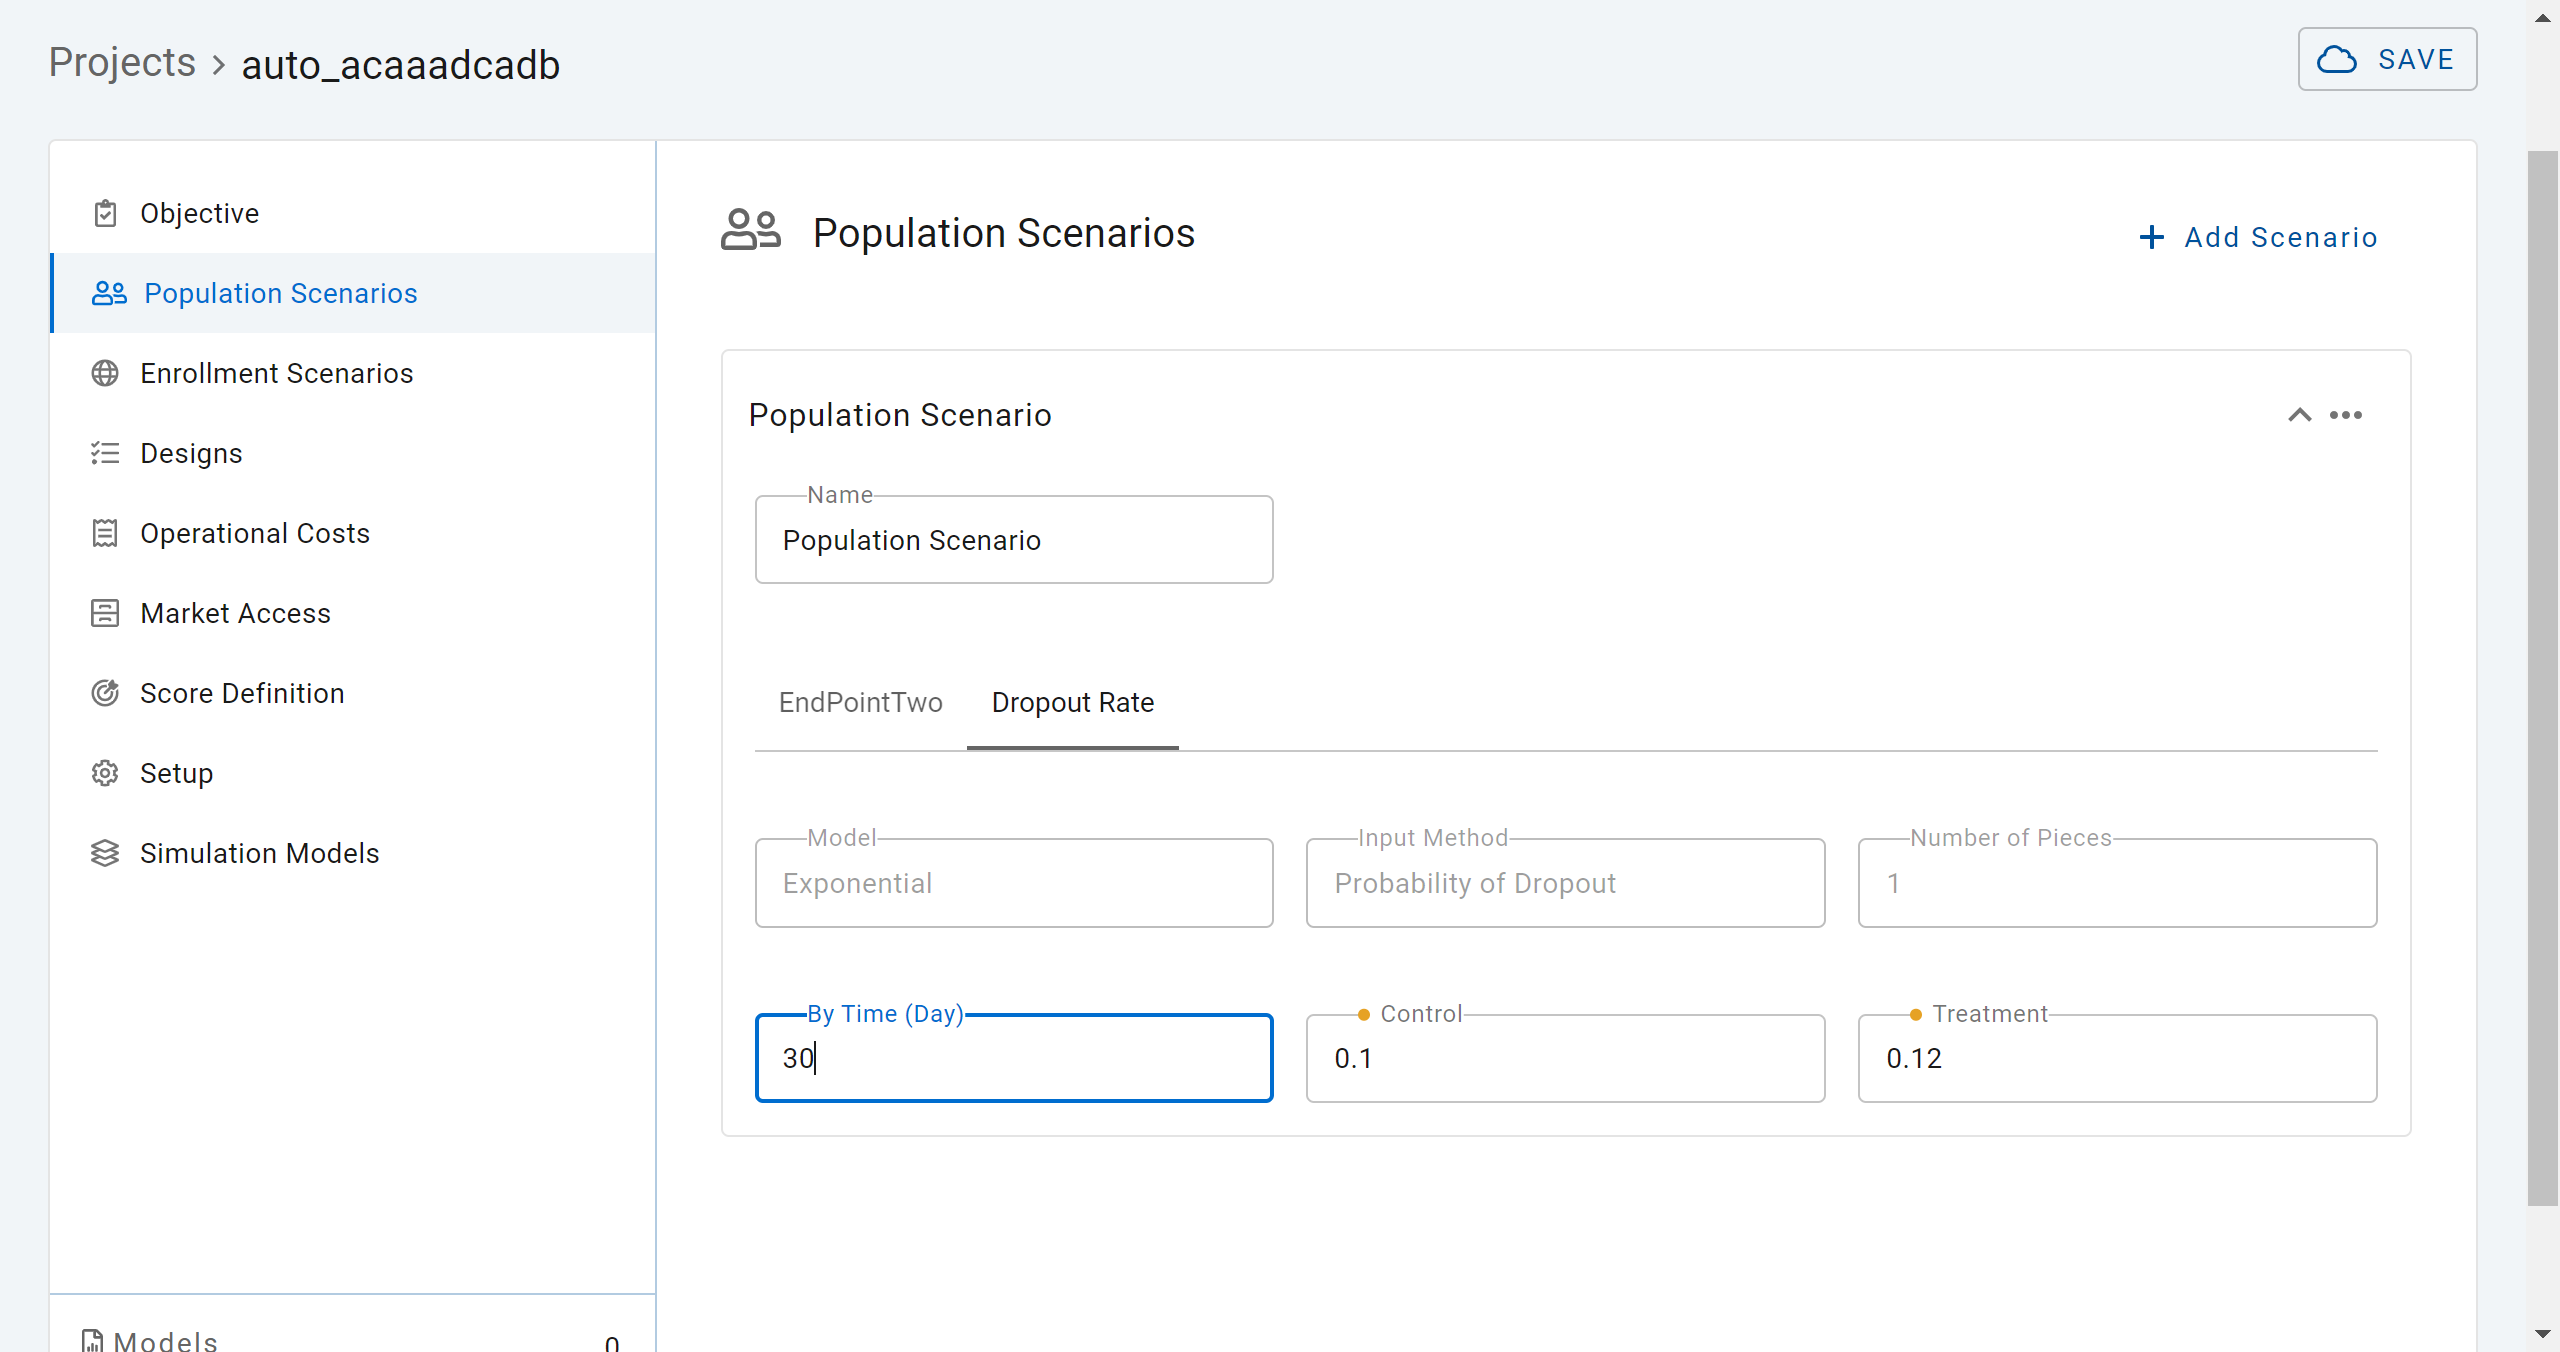 Projects > auto_acaaadcadb
SAVE
Objective
Population Scenarios
Enrollment Scenarios
Designs
Operational Costs
Market Access
Score Definition
Setup
Simulation Models
Models 0
Population Scenarios
+ Add Scenario
Population Scenario
Name
Population Scenario
EndPointTwo Dropout Rate
Model Input Method Number of Pieces
Exponential Probability of Dropout 1
By Time (Day) Control Treatment
30 0.1 0.12